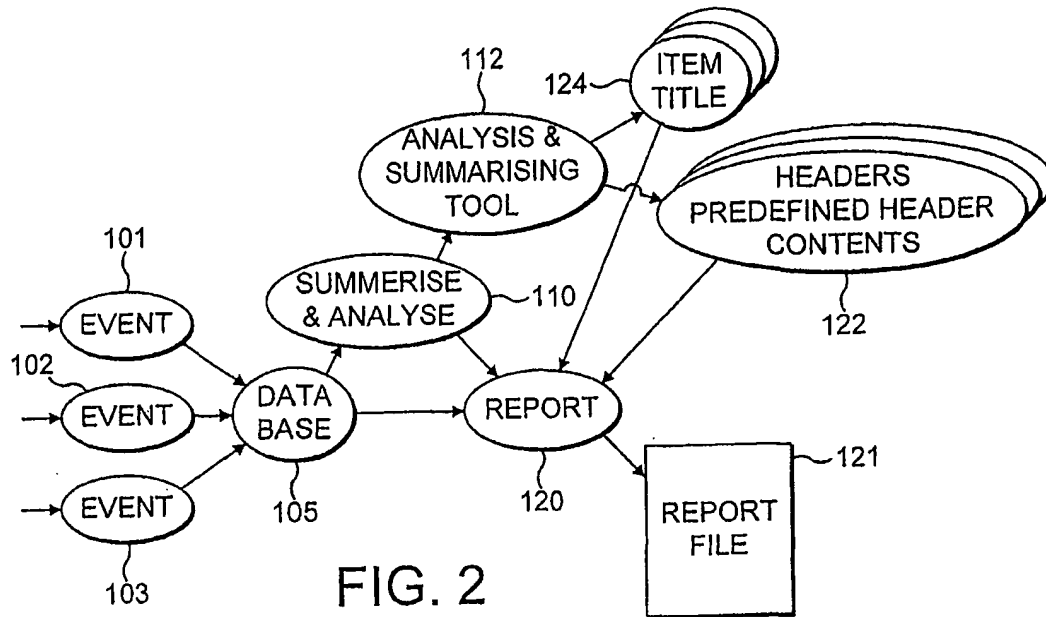 112
124
ITEM
TITLE
ANALYSIS &
SUMMARISING
TOOL
HEADERS
PREDEFINED HEADER
CONTENTS
122
101
SUMMERISE
& ANALYSE
110
EVENT
102
EVENT
DATA
BASE
105
REPORT
120
EVENT
103
121
REPORT
FILE
FIG. 2